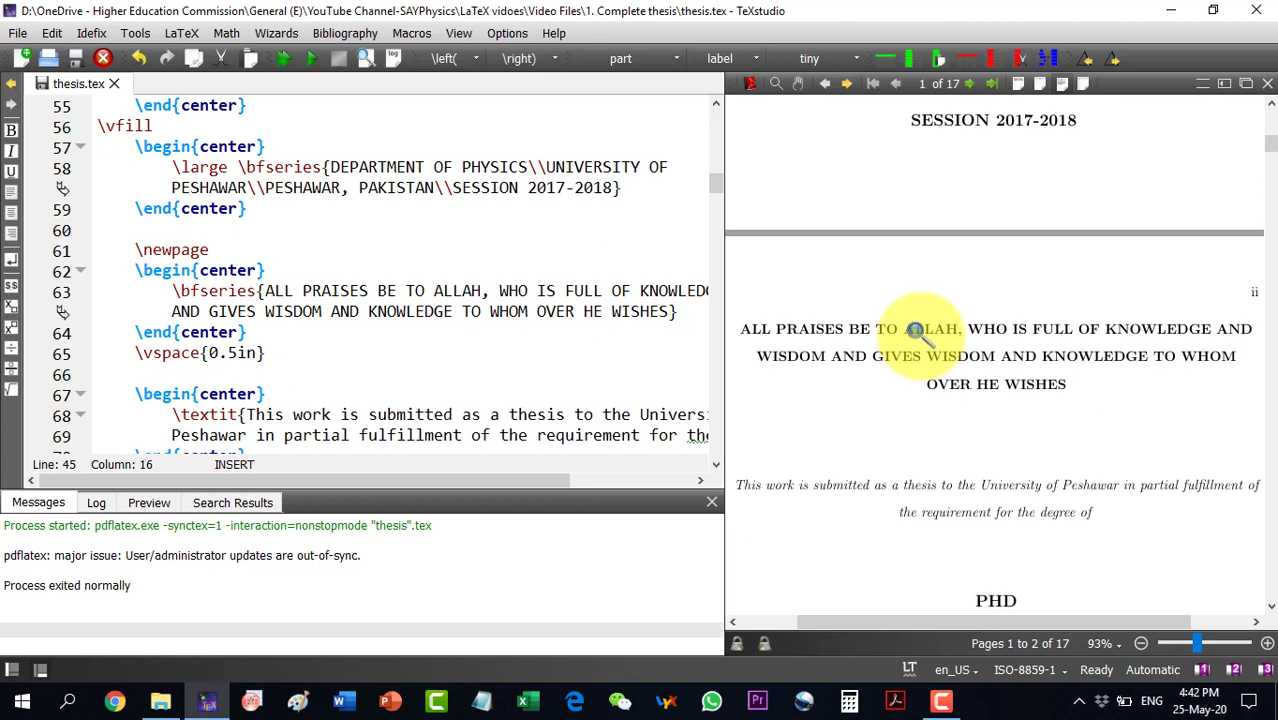 D:\OneDrive - Higher Education Commission\General (E)\YouTube Channel-SAYPhysics\LaTeX vidoes\Video Files\1. Complete thesis\thesis.tex - TeXstudio
File Edit Idefix Tools LaTeX Math Wizards Bibliography Macros View Options Help
\left( \right) part label tiny
thesis.tex
1 of 17
55 \end{center}
56 \vfill
57 \begin{center}
58 \large \bfseries{DEPARTMENT OF PHYSICS\\UNIVERSITY OF
PESHAWAR\\PESHAWAR, PAKISTAN\\SESSION 2017-2018}
59 \end{center}
60
61 \newpage
62 \begin{center}
63 \bfseries{ALL PRAISES BE TO ALLAH, WHO IS FULL OF KNOWLEDG
AND GIVES WISDOM AND KNOWLEDGE TO WHOM OVER HE WISHES}
64 \end{center}
65 \vspace{0.5in}
66
67 \begin{center}
68 \textit{This work is submitted as a thesis to the Universi
69 Peshawar in partial fulfillment of the requirement for the
Line: 45 Column: 16 INSERT
Messages Log Preview Search Results
Process started: pdflatex.exe -synctex=1 -interaction=nonstopmode "thesis".tex
pdflatex: major issue: User/administrator updates are out-of-sync.
Process exited normally
SESSION 2017-2018
ii
ALL PRAISES BE TO ALLAH, WHO IS FULL OF KNOWLEDGE AND
WISDOM AND GIVES WISDOM AND KNOWLEDGE TO WHOM
OVER HE WISHES
This work is submitted as a thesis to the University of Peshawar in partial fulfillment of
the requirement for the degree of
PHD
Pages 1 to 2 of 17 93%
LT en_US ISO-8859-1 Ready Automatic 1 2 3
ENG
4:42 PM
25-May-20